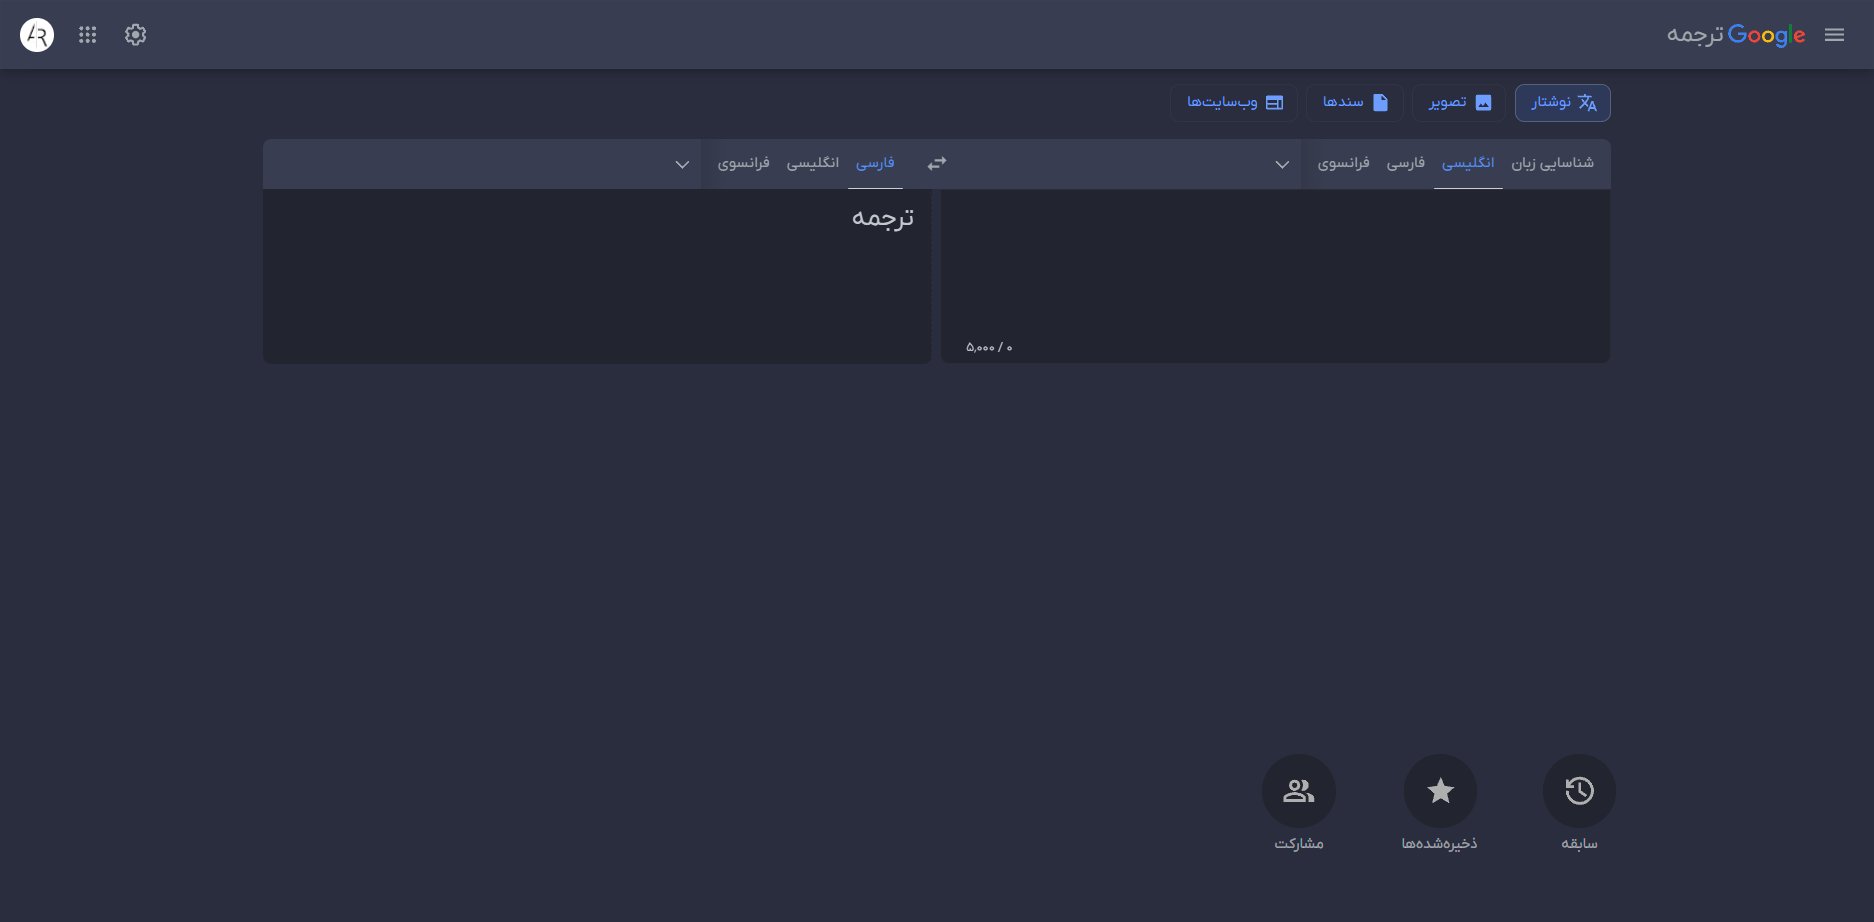 Google ترجمه
AR
نوشتار
تصویر
سندها
وب‌سایت‌ها
شناسایی زبان
انگلیسی
فارسی
فرانسوی
فارسی
انگلیسی
فرانسوی
ترجمه
۰ / ۵,۰۰۰
سابقه
ذخیره‌شده‌ها
مشارکت